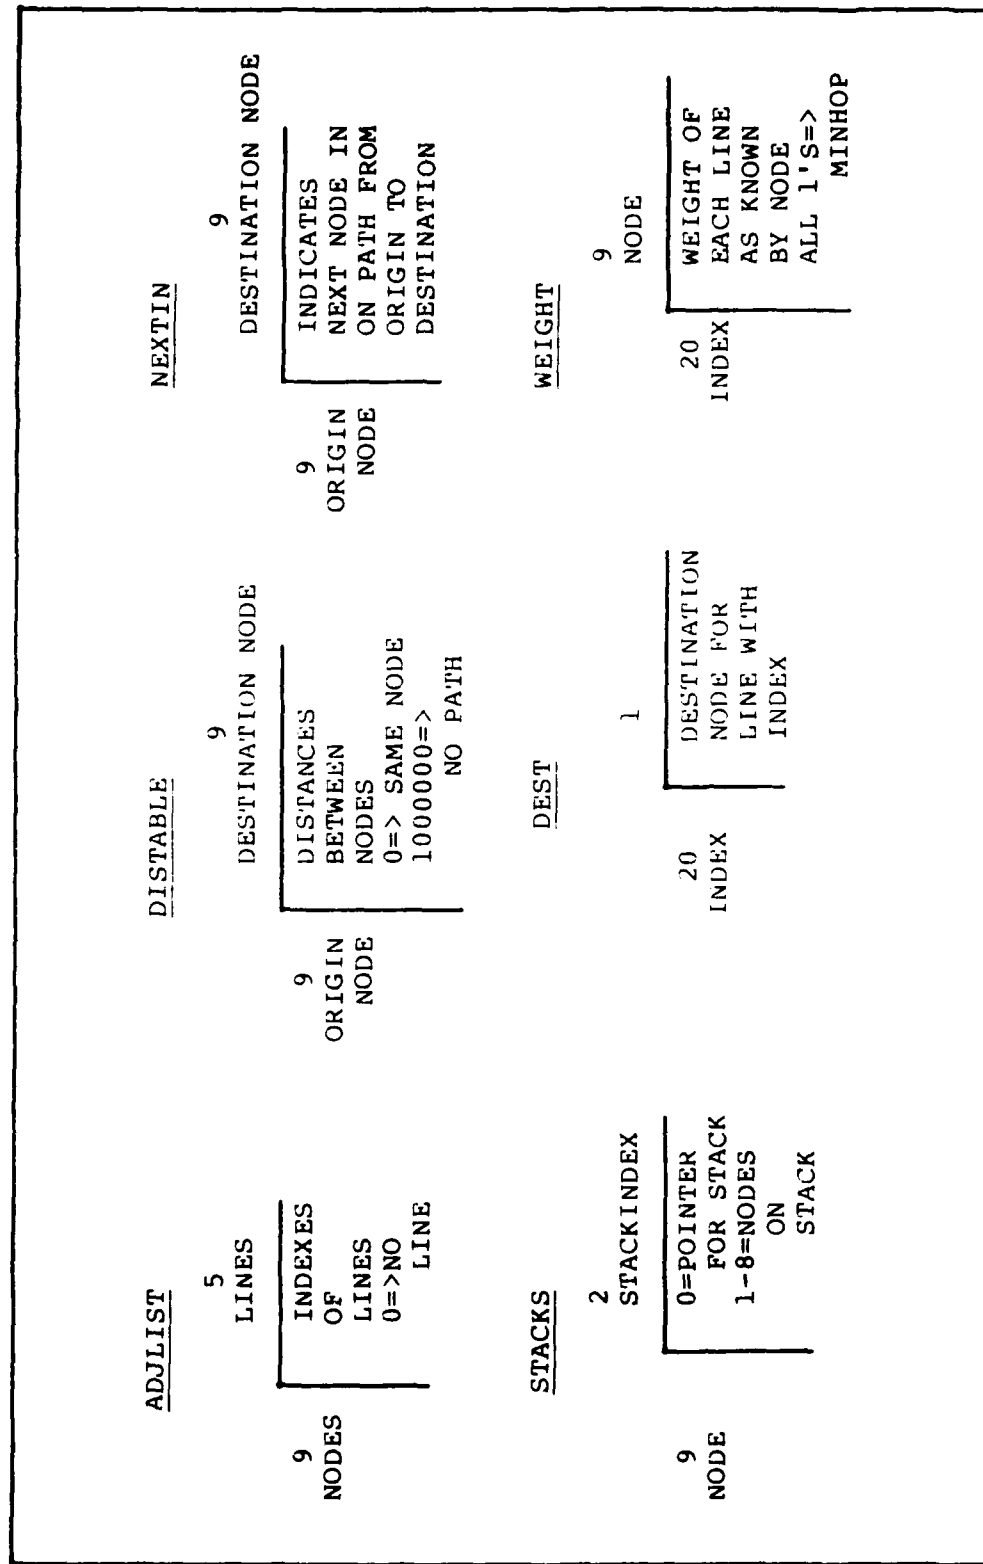 ADJLIST
5
LINES
9
NODES
INDEXES
OF
LINES
0=>NO
LINE
DISTABLE
9
DESTINATION NODE
9
ORIGIN
NODE
DISTANCES
BETWEEN
NODES
0=> SAME NODE
1000000=>
NO PATH
NEXTIN
9
DESTINATION NODE
9
ORIGIN
NODE
INDICATES
NEXT NODE IN
ON PATH FROM
ORIGIN TO
DESTINATION
STACKS
2
STACKINDEX
9
NODE
0=POINTER
FOR STACK
1-8=NODES
ON
STACK
DEST
1
20
INDEX
DESTINATION
NODE FOR
LINE WITH
INDEX
WEIGHT
9
NODE
20
INDEX
WEIGHT OF
EACH LINE
AS KNOWN
BY NODE
ALL 1'S=>
MINHOP